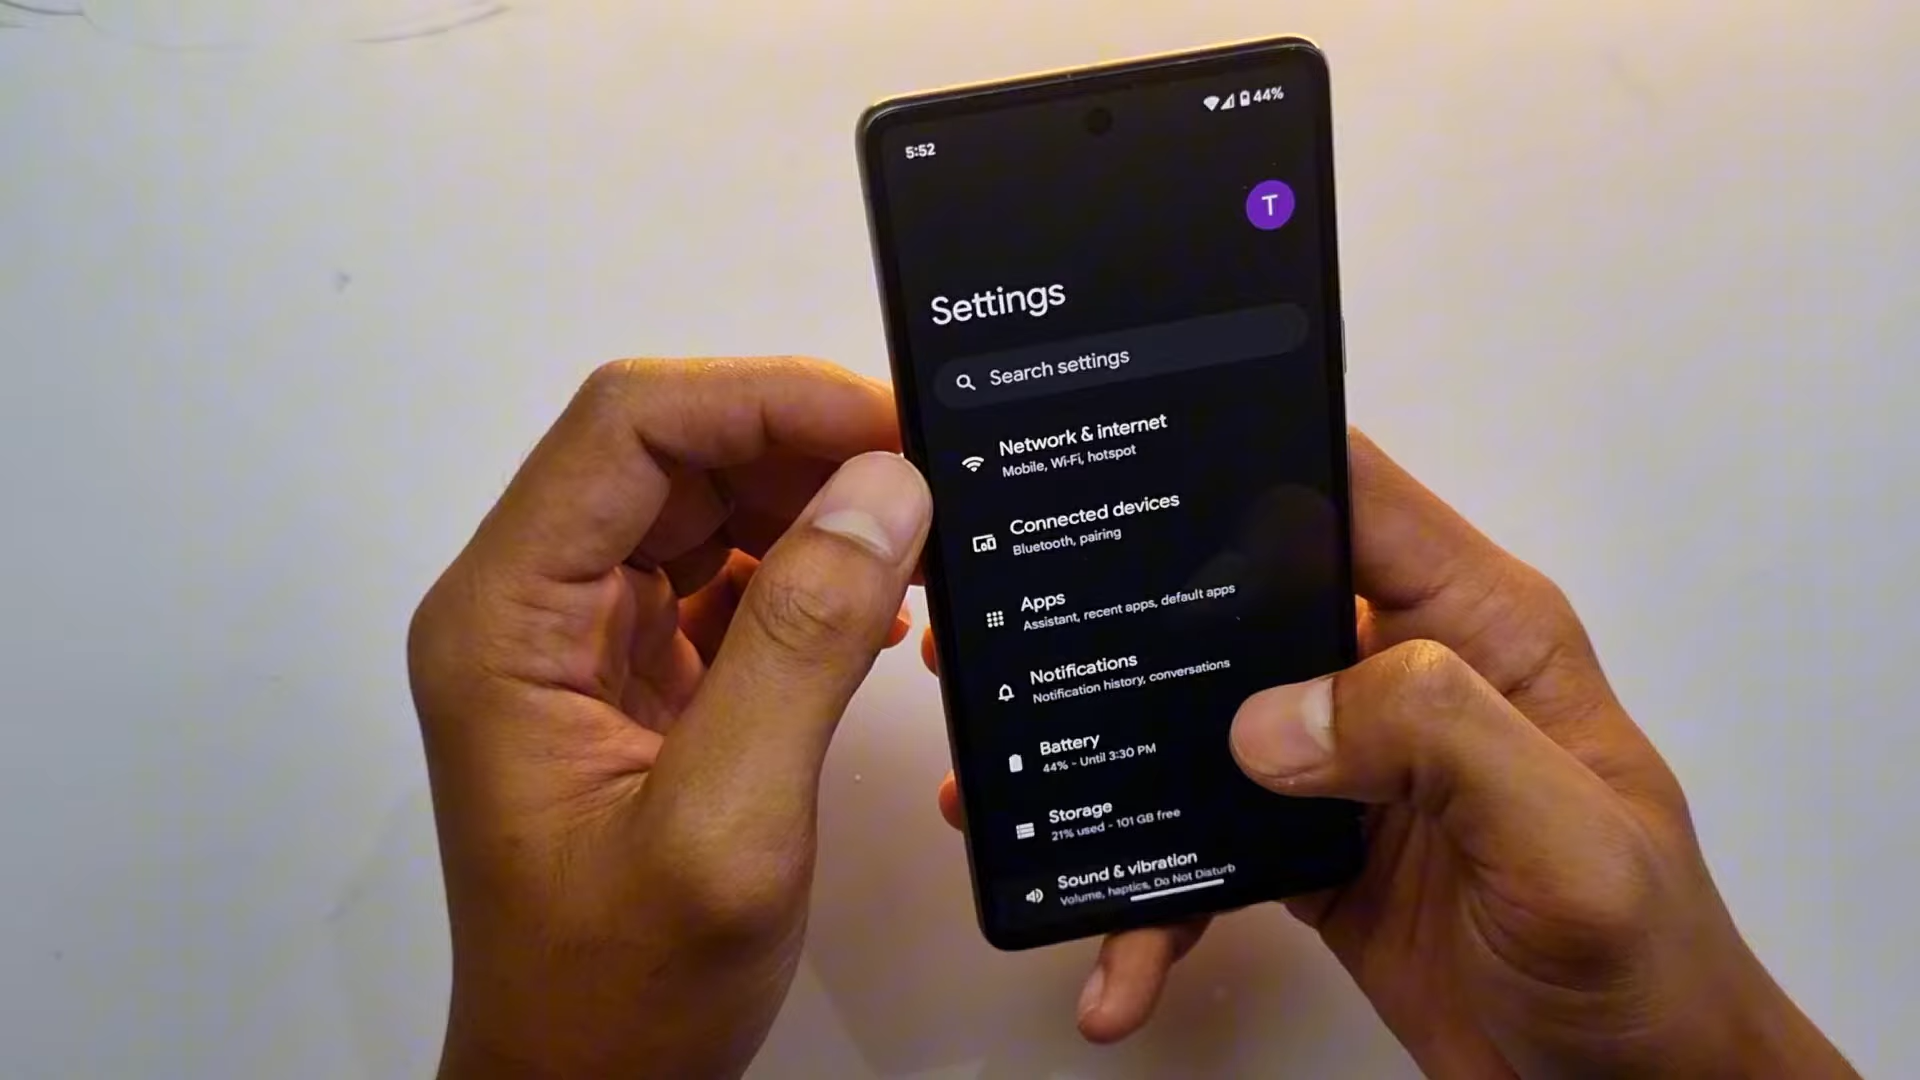 5:52
44%
T
Settings
Search settings
Network & internet
Mobile, Wi-Fi, hotspot
Connected devices
Bluetooth, pairing
Apps
Assistant, recent apps, default apps
Notifications
Notification history, conversations
Battery
44% - Until 3:30 PM
Storage
21% used - 101 GB free
Sound & vibration
Volume, haptics, Do Not Disturb